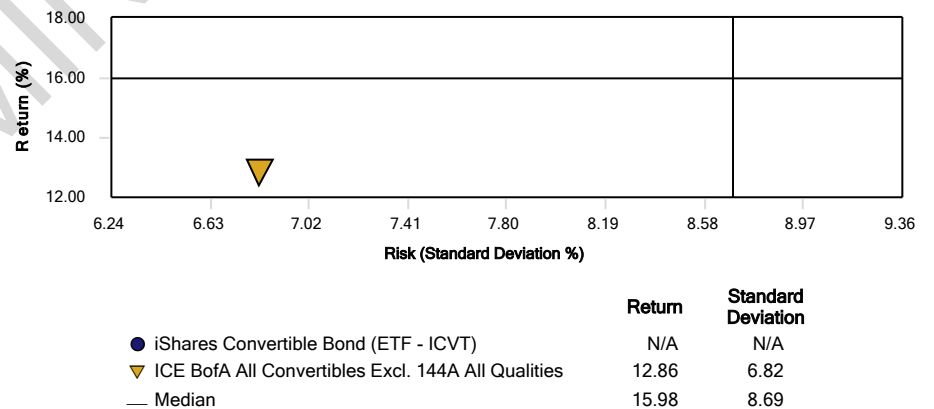 18.00
16.00
14.00
12.00
Return (%)
6.24 6.63 7.02 7.41 7.80 8.19 8.58 8.97 9.36
Risk (Standard Deviation %)
Return Standard Deviation
iShares Convertible Bond (ETF - ICVT) N/A N/A
ICE BofA All Convertibles Excl. 144A All Qualities 12.86 6.82
Median 15.98 8.69